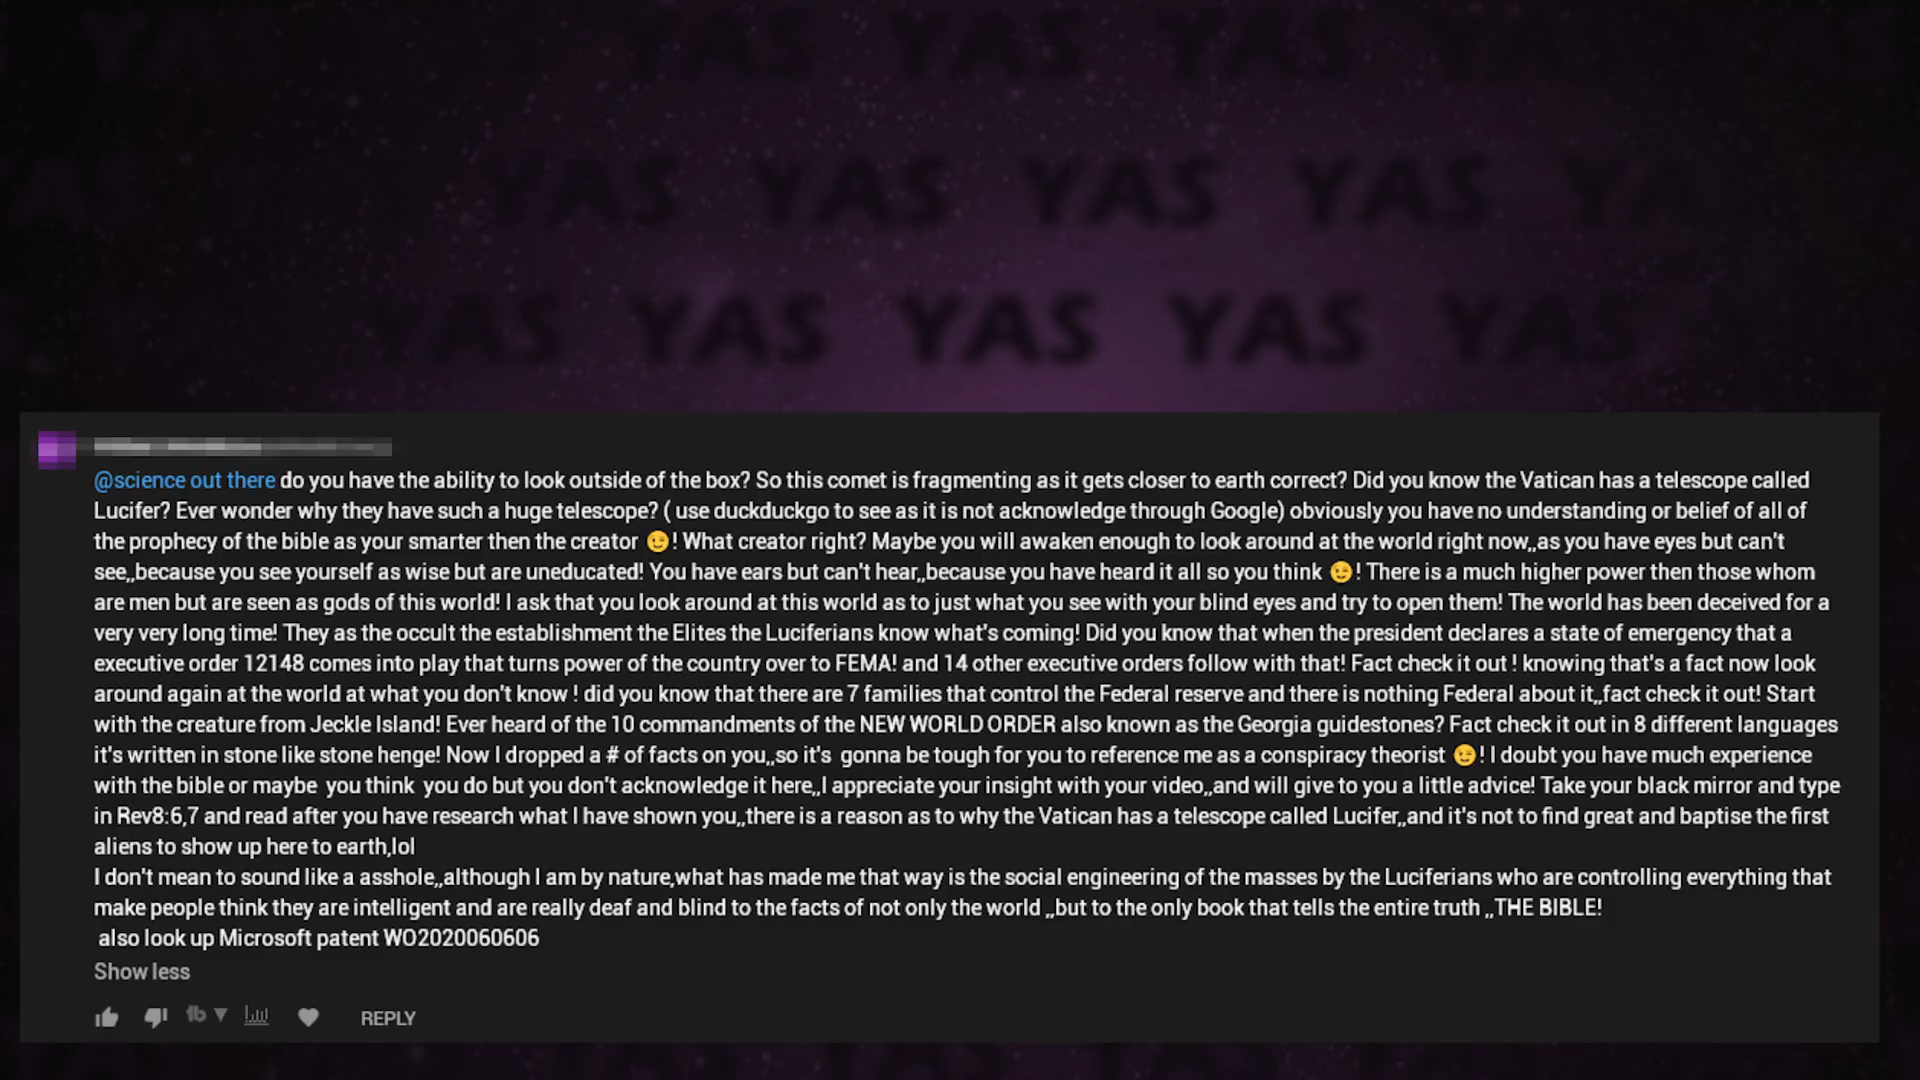 YAS YAS YAS YAS
YAS YAS YAS YAS YAS YA
YAS YAS YAS YAS YAS
@science out there do you have the ability to look outside of the box? So this comet is fragmenting as it gets closer to earth correct? Did you know the Vatican has a telescope called
Lucifer? Ever wonder why they have such a huge telescope? ( use duckduckgo to see as it is not acknowledge through Google) obviously you have no understanding or belief of all of
the prophecy of the bible as your smarter then the creator 😉! What creator right? Maybe you will awaken enough to look around at the world right now,,as you have eyes but can't
see,,because you see yourself as wise but are uneducated! You have ears but can't hear,,because you have heard it all so you think 😉! There is a much higher power then those whom
are men but are seen as gods of this world! I ask that you look around at this world as to just what you see with your blind eyes and try to open them! The world has been deceived for a
very very long time! They as the occult the establishment the Elites the Luciferians know what's coming! Did you know that when the president declares a state of emergency that a
executive order 12148 comes into play that turns power of the country over to FEMA! and 14 other executive orders follow with that! Fact check it out ! knowing that's a fact now look
around again at the world at what you don't know ! did you know that there are 7 families that control the Federal reserve and there is nothing Federal about it,,fact check it out! Start
with the creature from Jeckle Island! Ever heard of the 10 commandments of the NEW WORLD ORDER also known as the Georgia guidestones? Fact check it out in 8 different languages
it's written in stone like stone henge! Now I dropped a # of facts on you,,so it's  gonna be tough for you to reference me as a conspiracy theorist 😉! I doubt you have much experience
with the bible or maybe  you think  you do but you don't acknowledge it here,,I appreciate your insight with your video,,and will give to you a little advice! Take your black mirror and type
in Rev8:6,7 and read after you have research what I have shown you,,there is a reason as to why the Vatican has a telescope called Lucifer,,and it's not to find great and baptise the first
aliens to show up here to earth,lol
I don't mean to sound like a asshole,,although I am by nature,what has made me that way is the social engineering of the masses by the Luciferians who are controlling everything that
make people think they are intelligent and are really deaf and blind to the facts of not only the world ,,but to the only book that tells the entire truth ,,THE BIBLE!
also look up Microsoft patent WO2020060606
Show less
tb
REPLY